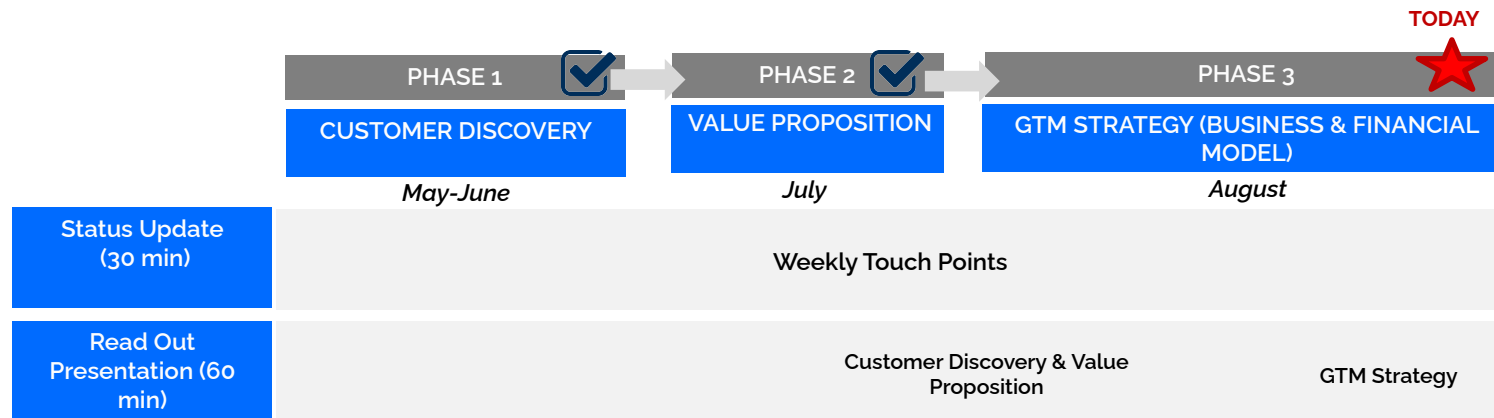 TODAY
PHASE 1
PHASE 2
PHASE 3
CUSTOMER DISCOVERY
VALUE PROPOSITION
GTM STRATEGY (BUSINESS & FINANCIAL
MODEL)
May-June
July
August
Status Update
(30 min)
Weekly Touch Points
Read Out
Presentation (60
min)
Customer Discovery & Value
Proposition
GTM Strategy